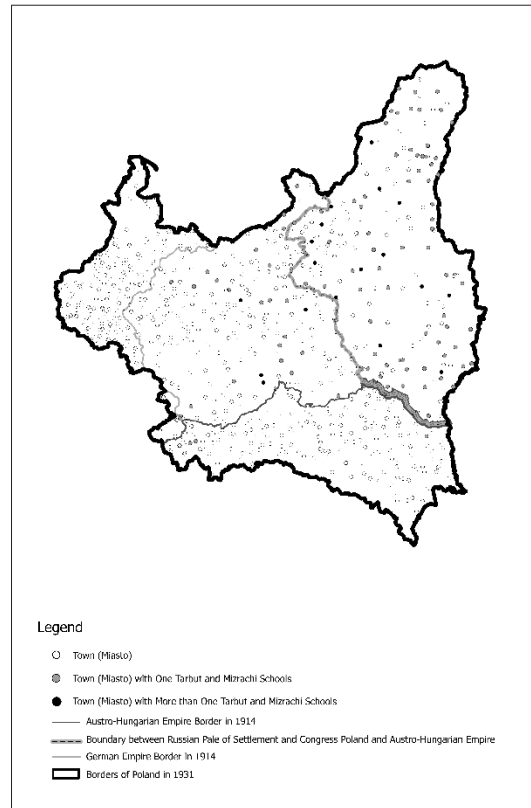 Legend
Town (Miasto)
Town (Miasto) with One Tarbut and Mizrachi Schools
Town (Miasto) with More than One Tarbut and Mizrachi Schools
Austro-Hungarian Empire Border in 1914
Boundary between Russian Pale of Settlement and Congress Poland and Austro-Hungarian Empire
German Empire Border in 1914
Borders of Poland in 1931